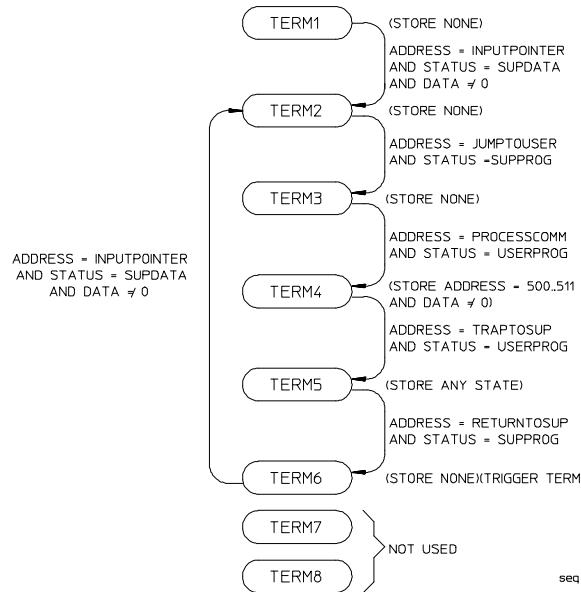 TERM1 (STORE NONE)
ADDRESS = INPUTPOINTER
AND STATUS = SUPDATA
AND DATA ≠ 0
TERM2 (STORE NONE)
ADDRESS = JUMPTOUSER
AND STATUS =SUPPROG
TERM3 (STORE NONE)
ADDRESS = INPUTPOINTER
AND STATUS = SUPDATA
AND DATA ≠ 0
ADDRESS = PROCESSCOMM
AND STATUS = USERPROG
TERM4 (STORE ADDRESS = 500..511
AND DATA ≠ 0)
ADDRESS = TRAPTOSUP
AND STATUS = USERPROG
TERM5 (STORE ANY STATE)
ADDRESS = RETURNTOSUP
AND STATUS = SUPPROG
TERM6 (STORE NONE)(TRIGGER TERM
TERM7
NOT USED
TERM8
seq